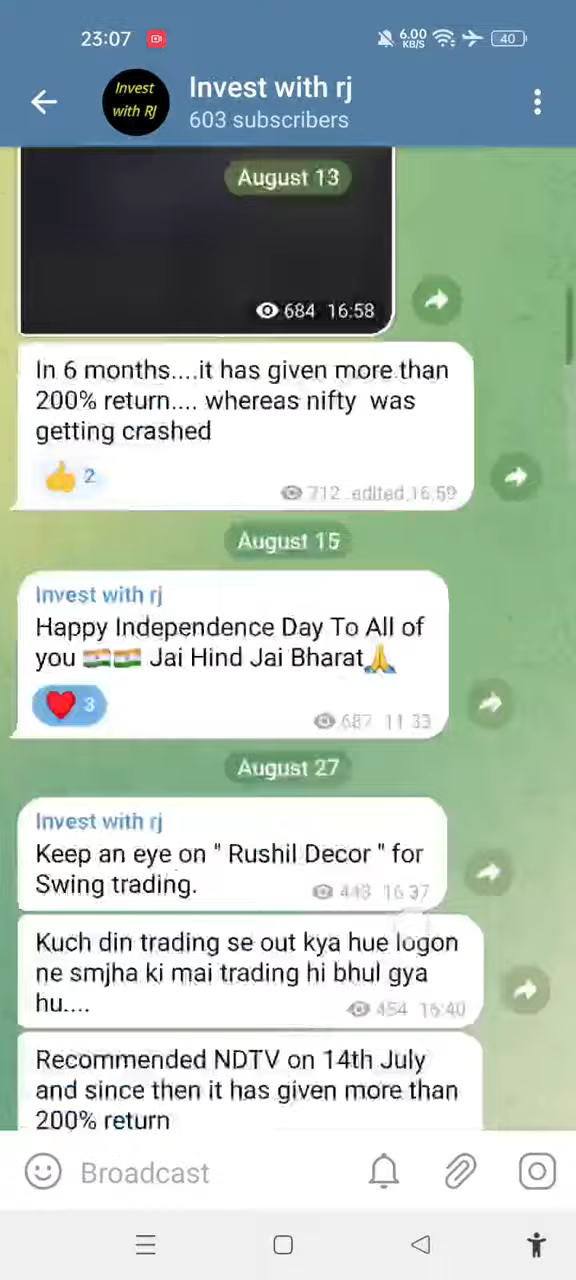 23:07
6.00
KB/S
40
Invest
with RJ
Invest with rj
603 subscribers
August 13
684 16:58
In 6 months....it has given more than
200% return.... whereas nifty was
getting crashed
2
712 edited 16:59
August 15
Invest with rj
Happy Independence Day To All of
you 🇮🇳🇮🇳 Jai Hind Jai Bharat🙏
3
687 11:33
August 27
Invest with rj
Keep an eye on " Rushil Decor " for
Swing trading.
443 16:37
Kuch din trading se out kya hue logon
ne smjha ki mai trading hi bhul gya
hu....
454 16:40
Recommended NDTV on 14th July
and since then it has given more than
200% return
Broadcast